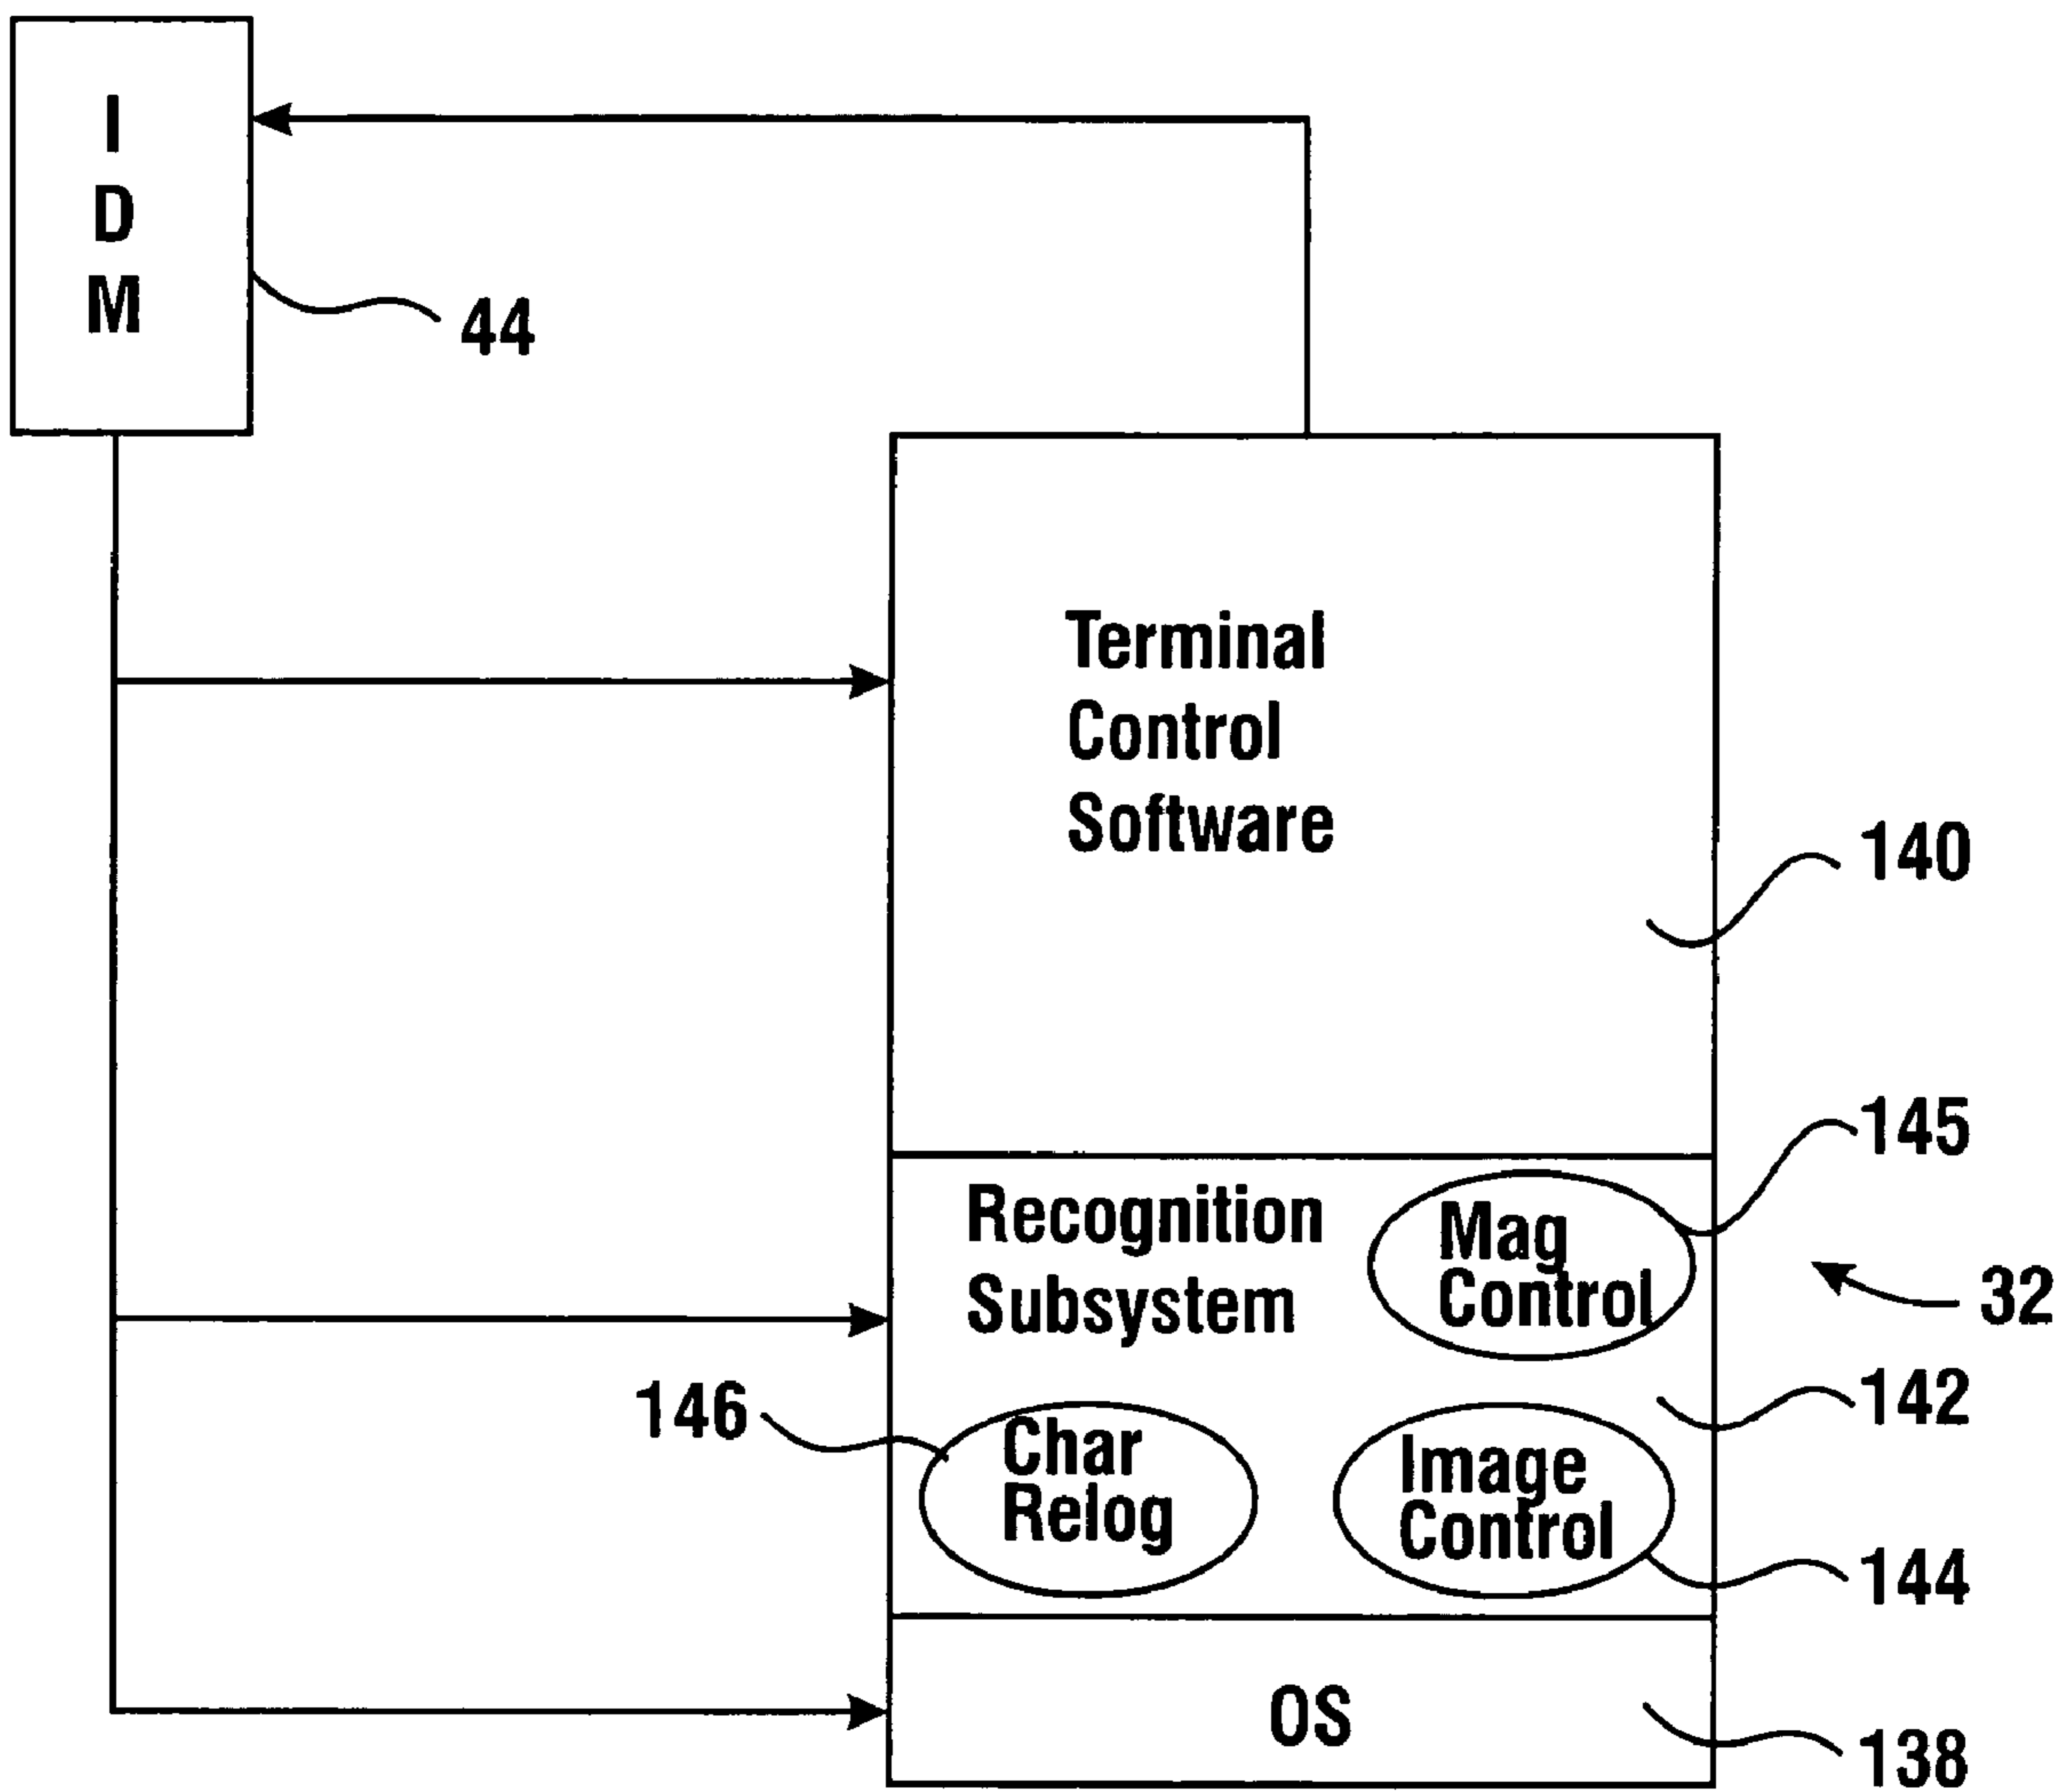 I
D
M
44
Terminal
Control
Software
140
145
Recognition
Subsystem
Mag
Control
32
142
146
Char
Relog
Image
Control
144
OS
138